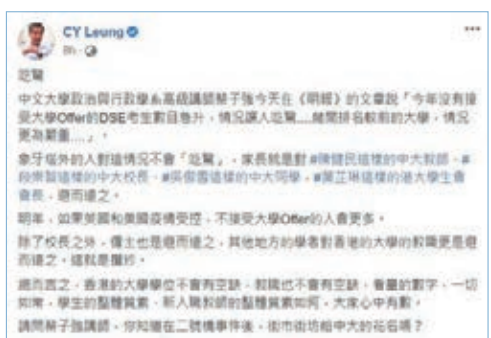 CY Leung
8h
吃驚
中文大學政治與行政學系高級講師蔡子強今天在《明報》的文章說「今年沒有接
受大學Offer的DSE考生數目急升，情況讓人吃驚....踎間排名較前的大學，情況
更為嚴重....」。
象牙塔外的人對這情況不會「吃驚」，家長就是對 #陳健民這樣的中大教師、#
段崇智這樣的中大校長、#吳傲雪這樣的中大同學、#黃芷琳這樣的港大學生會
會長，避而遠之。
明年，如果英國和美國疫情受控，不接受大學Offer的人會更多。
除了校長之外，僱主也是避而遠之，其他地方的學者對香港的大學的教職更是避
而遠之。這就是攬炒。
總而言之，香港的大學學位不會有空缺，教職也不會有空缺，看量的數字，一切
如常，學生的整體質素，新入職教師的整體質素如何，大家心中有數。
請問蔡子強講師，你知道在二號橋事件後，街市街坊給中大的花名嗎？